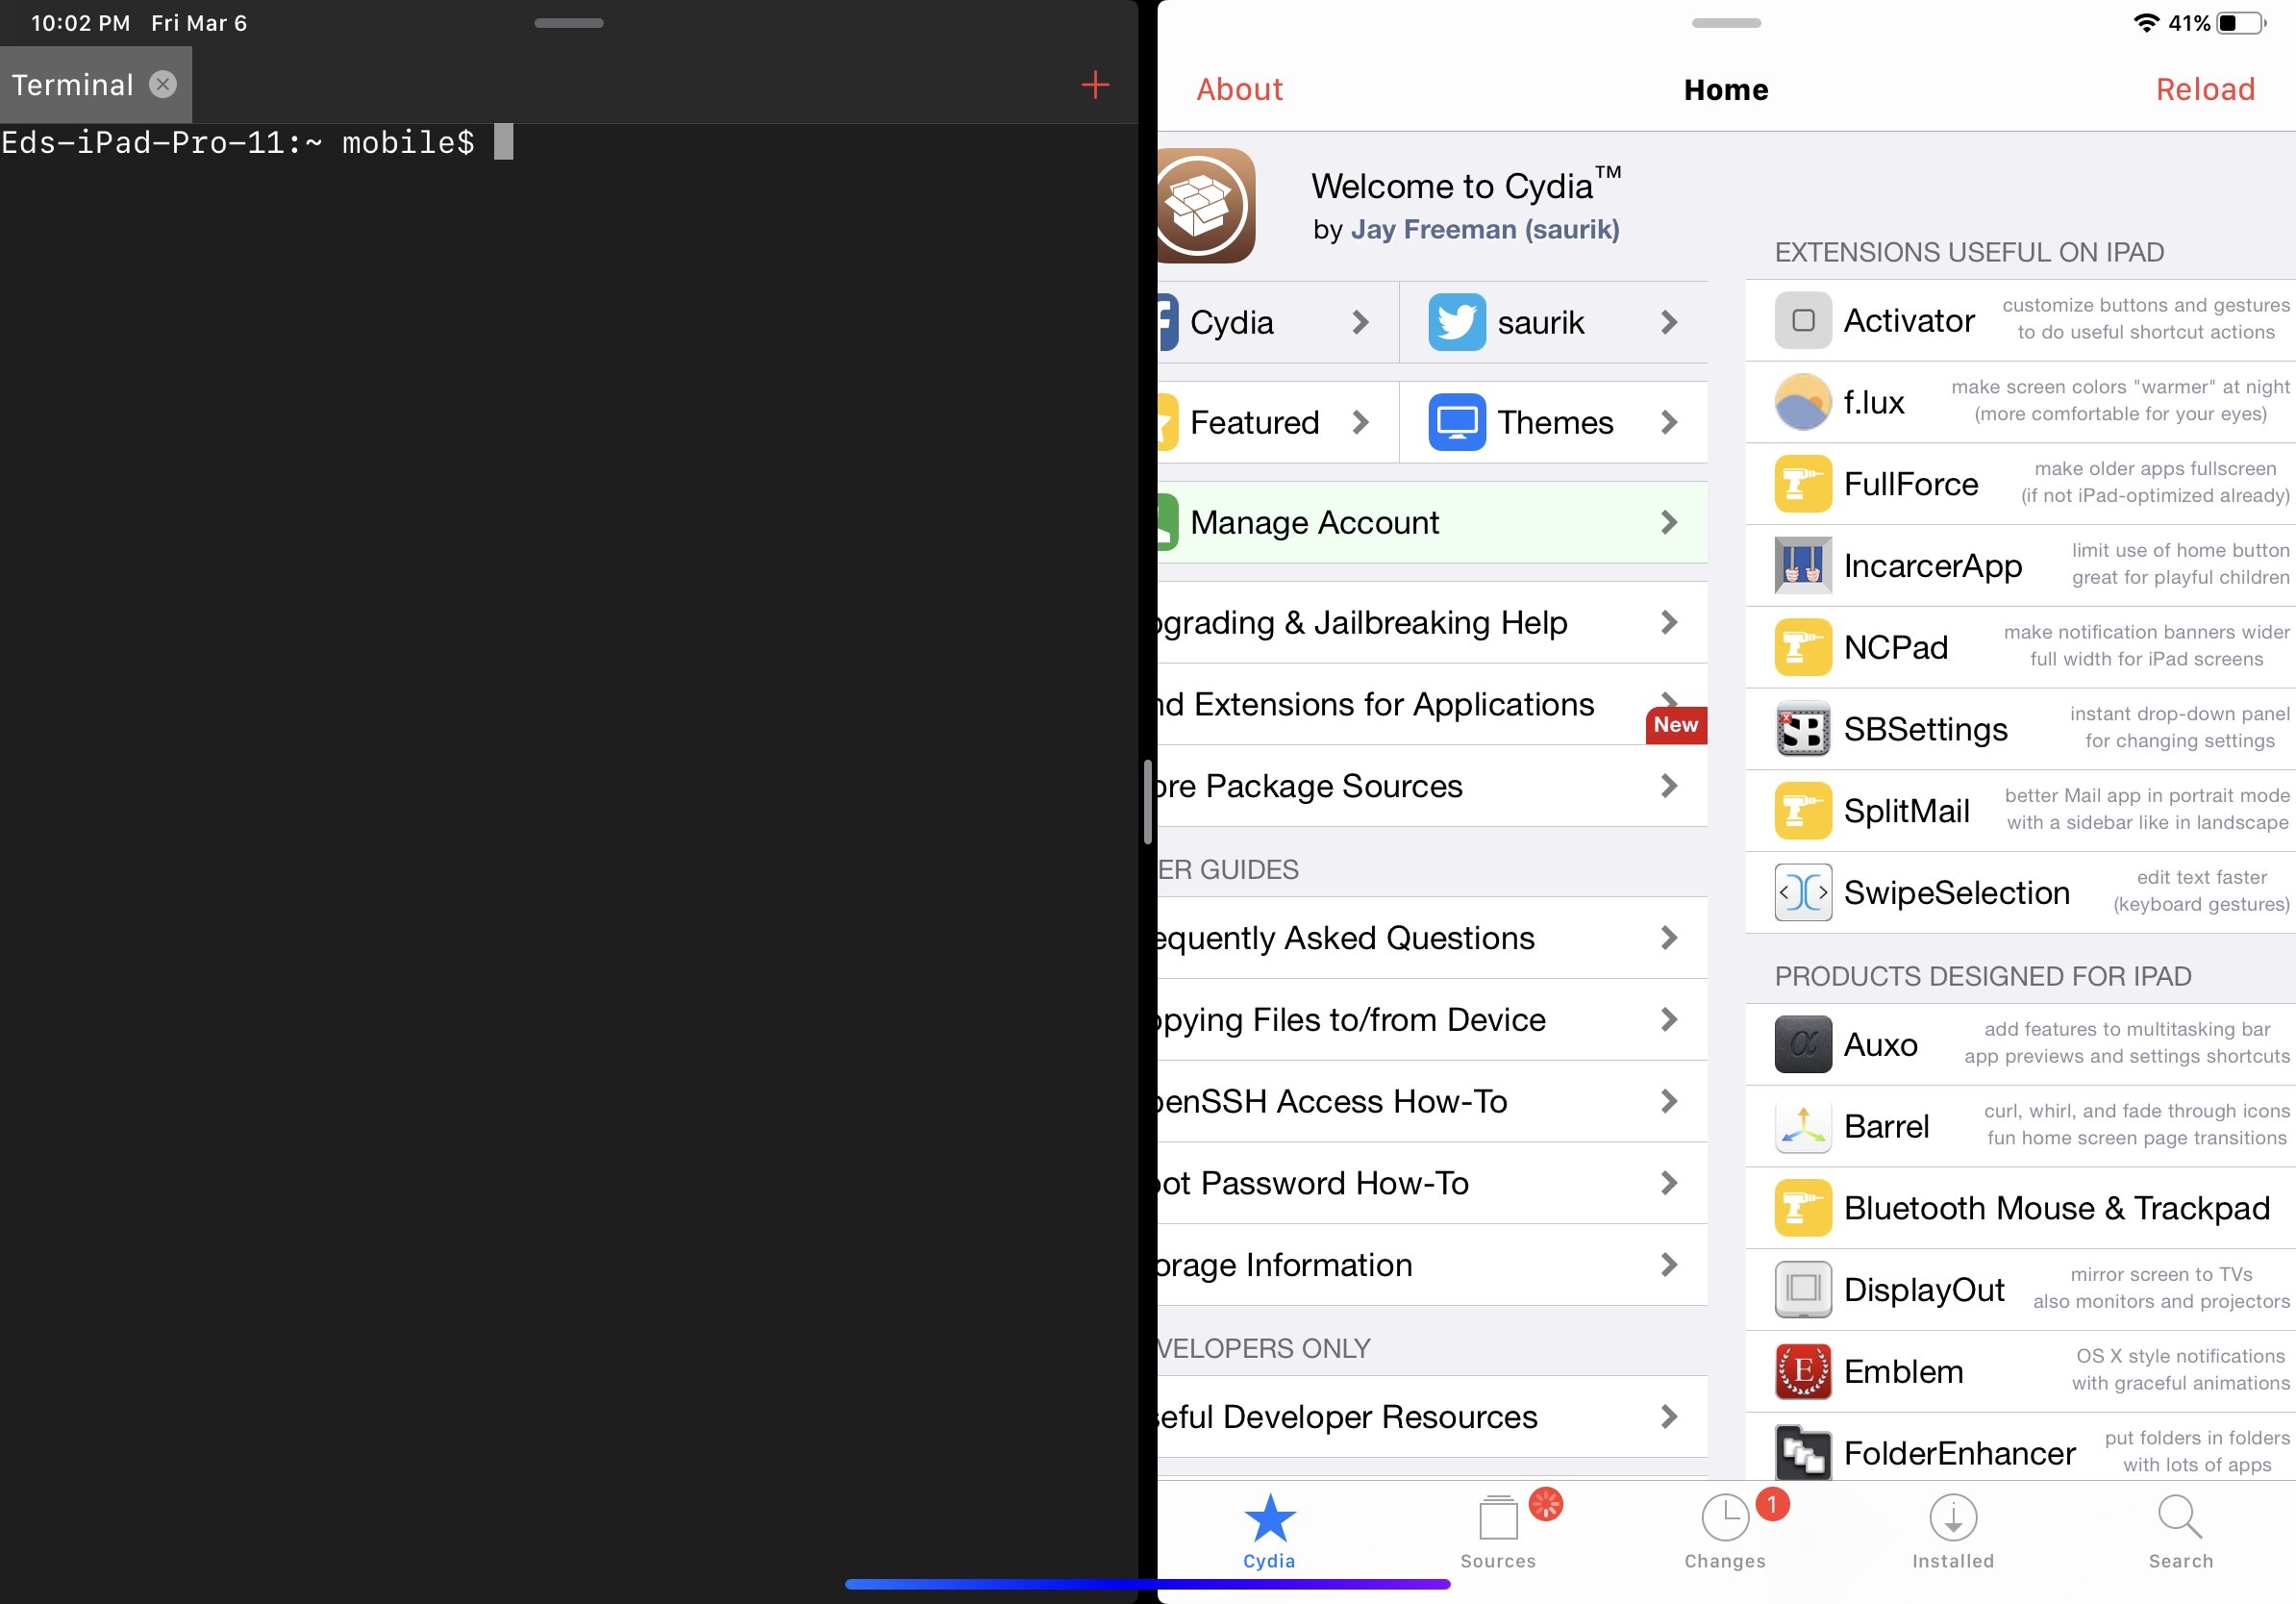 10:02 PM Fri Mar 6
Terminal
Eds-iPad-Pro-11:~ mobile$
41%
About
Home
Reload
Welcome to Cydia™
by Jay Freeman (saurik)
Cydia
saurik
Featured
Themes
Manage Account
pgrading & Jailbreaking Help
nd Extensions for Applications
New
ore Package Sources
ER GUIDES
equently Asked Questions
opying Files to/from Device
penSSH Access How-To
oot Password How-To
orage Information
VELOPERS ONLY
seful Developer Resources
EXTENSIONS USEFUL ON IPAD
Activator
customize buttons and gestures
to do useful shortcut actions
f.lux
make screen colors "warmer" at night
(more comfortable for your eyes)
FullForce
make older apps fullscreen
(if not iPad-optimized already)
IncarcerApp
limit use of home button
great for playful children
NCPad
make notification banners wider
full width for iPad screens
SBSettings
instant drop-down panel
for changing settings
SplitMail
better Mail app in portrait mode
with a sidebar like in landscape
SwipeSelection
edit text faster
(keyboard gestures)
PRODUCTS DESIGNED FOR IPAD
Auxo
add features to multitasking bar
app previews and settings shortcuts
Barrel
curl, whirl, and fade through icons
fun home screen page transitions
Bluetooth Mouse & Trackpad
DisplayOut
mirror screen to TVs
also monitors and projectors
Emblem
OS X style notifications
with graceful animations
FolderEnhancer
put folders in folders
with lots of apps
Cydia
Sources
1
Changes
Installed
Search